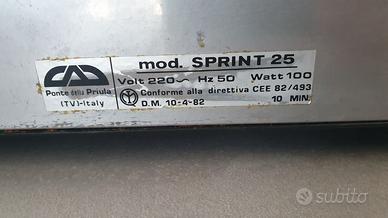 mod. SPRINT 25
Volt 220~ Hz 50 Watt 100
Ponte della Priula
(TV)-Italy
Conforme alla direttiva CEE 82/493
D.M. 10-4-82 10 MIN.
subito